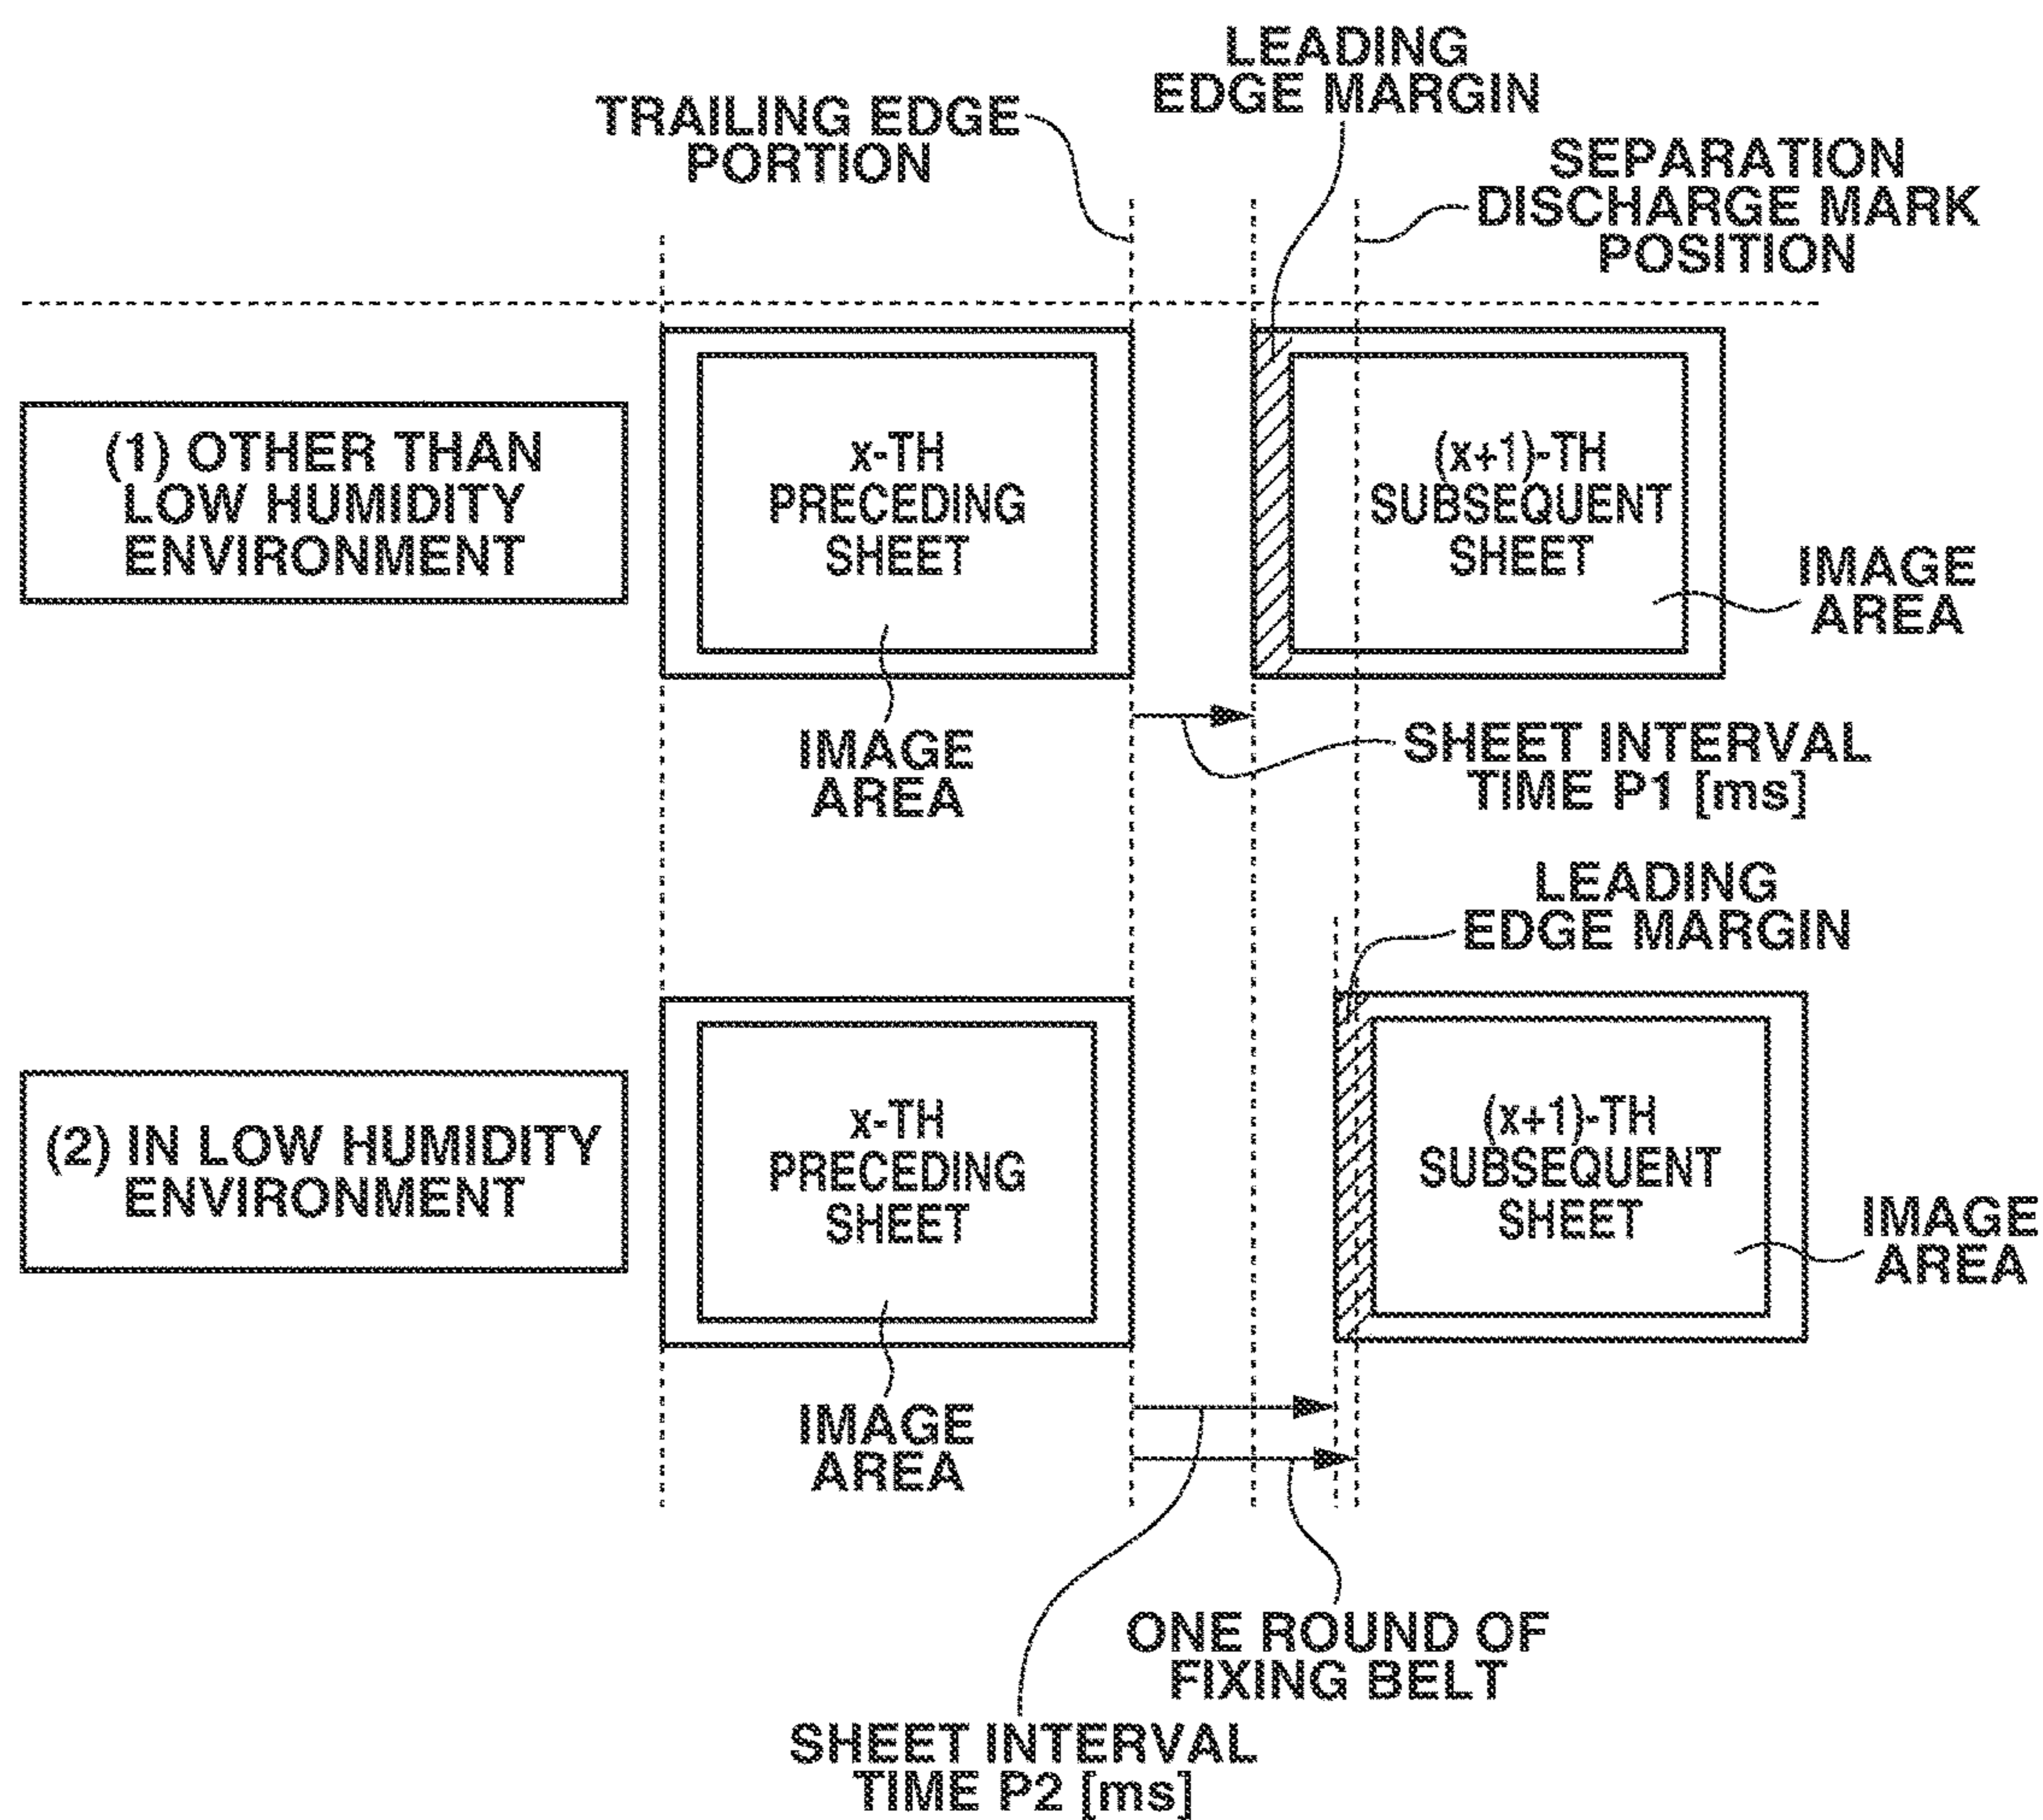 LEADING
EDGE MARGIN
TRAILING EDGE
PORTION
SEPARATION
DISCHARGE MARK
POSITION
(1) OTHER THAN
LOW HUMIDITY
ENVIRONMENT
x-TH
PRECEDING
SHEET
(x+1)-TH
SUBSEQUENT
SHEET
IMAGE
AREA
IMAGE
AREA
SHEET INTERVAL
TIME P1 [ms]
LEADING
EDGE MARGIN
(2) IN LOW HUMIDITY
ENVIRONMENT
x-TH
PRECEDING
SHEET
(x+1)-TH
SUBSEQUENT
SHEET
IMAGE
AREA
IMAGE
AREA
ONE ROUND OF
FIXING BELT
SHEET INTERVAL
TIME P2 [ms]